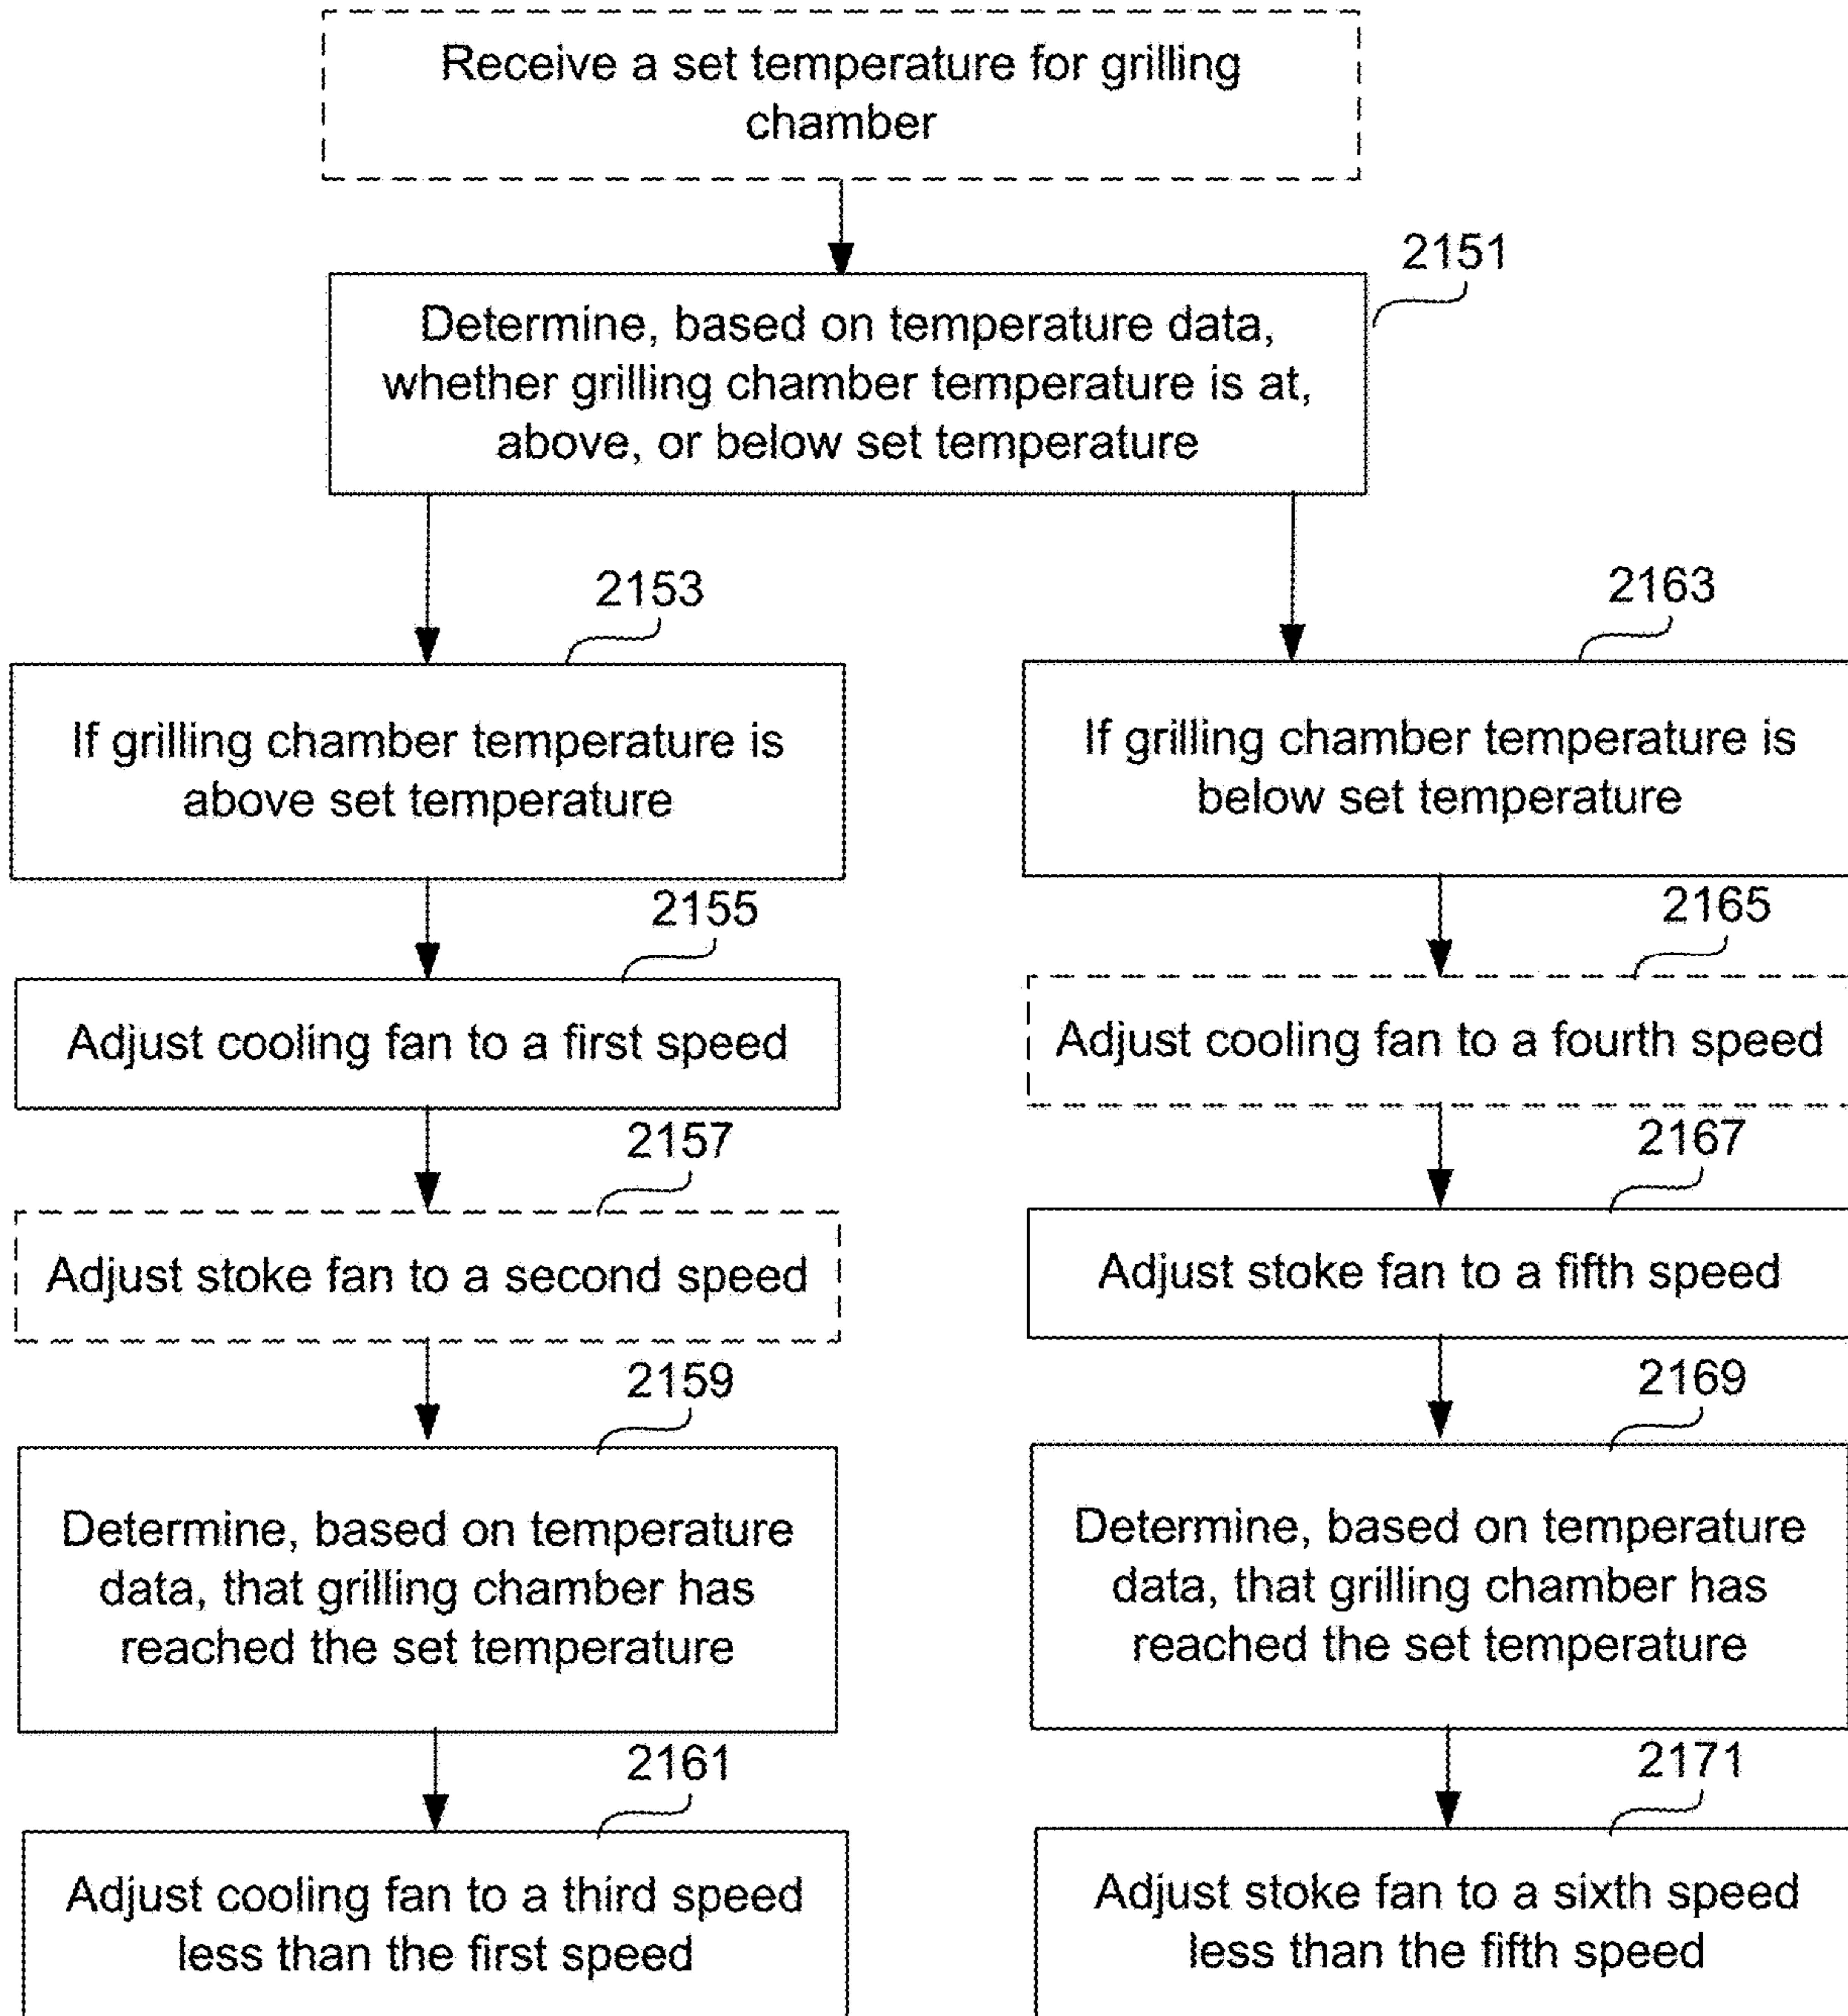 Receive a set temperature for grilling
chamber
2151
Determine, based on temperature data,
whether grilling chamber temperature is at,
above, or below set temperature
2153
If grilling chamber temperature is
above set temperature
2155
Adjust cooling fan to a first speed
2157
Adjust stoke fan to a second speed
2159
Determine, based on temperature
data, that grilling chamber has
reached the set temperature
2161
Adjust cooling fan to a third speed
less than the first speed
2163
If grilling chamber temperature is
below set temperature
2165
Adjust cooling fan to a fourth speed
2167
Adjust stoke fan to a fifth speed
2169
Determine, based on temperature
data, that grilling chamber has
reached the set temperature
2171
Adjust stoke fan to a sixth speed
less than the fifth speed